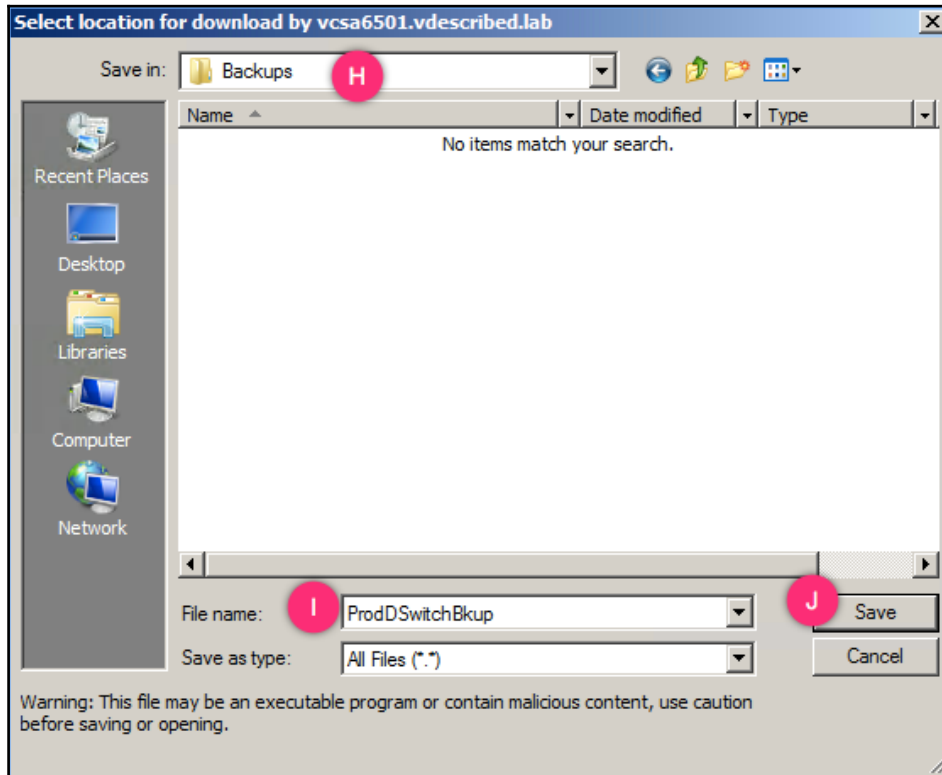 Select location for download by vcsa6501.vdescribed.lab
Save in: Backups H
Name Date modified Type
No items match your search.
Recent Places
Desktop
Libraries
Computer
Network
File name: I ProdDSwitchBkup J Save
Save as type: All Files (*.*) Cancel
Warning: This file may be an executable program or contain malicious content, use caution
before saving or opening.